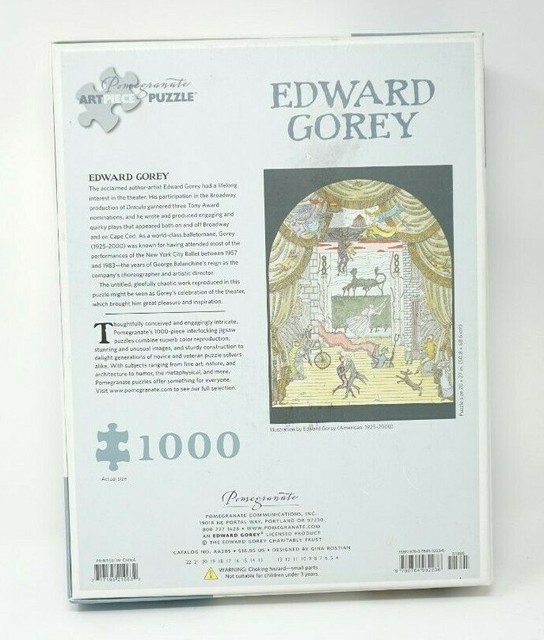 Pomegranate
ARTPIECE PUZZLE
EDWARD
GOREY
EDWARD GOREY
The acclaimed author-artist Edward Gorey had a lifelong
interest in the theater. His participation in the Broadway
production of Dracula garnered three Tony Award
nominations, and he wrote and produced engaging and
quirky plays that appeared both on and off Broadway
and on Cape Cod. As a world-class balletomane, Gorey
(1925–2000) was known for having attended most of the
performances of the New York City Ballet between 1957
and 1983—the years of George Balanchine's reign as the
company's choreographer and artistic director.
The untitled, gleefully chaotic work reproduced in this
puzzle might be seen as Gorey's celebration of the theater,
which brought him great pleasure and inspiration.
Thoughtfully conceived and engagingly intricate,
Pomegranate's 1000-piece interlocking jigsaw
puzzles combine superb color reproduction,
stunning and unusual images, and sturdy construction to
delight generations of novice and veteran puzzle solvers
alike. With subjects ranging from fine art, nature, and
architecture to humor, the metaphysical, and more,
Pomegranate puzzles offer something for everyone.
Visit www.pomegranate.com to see our full selection.
Illustration by Edward Gorey (American, 1925–2000)
1000
Actual size
Pomegranate
POMEGRANATE COMMUNICATIONS, INC.
19018 NE PORTAL WAY, PORTLAND OR 97230
800 227 1428 • WWW.POMEGRANATE.COM
AN EDWARD GOREY® LICENSED PRODUCT
© THE EDWARD GOREY CHARITABLE TRUST
CATALOG NO. AA285 • $18.95 US • DESIGNED BY GINA BOSTIAN
WARNING: Choking hazard—small parts.
Not suitable for children under 3 years.
PRINTED IN CHINA